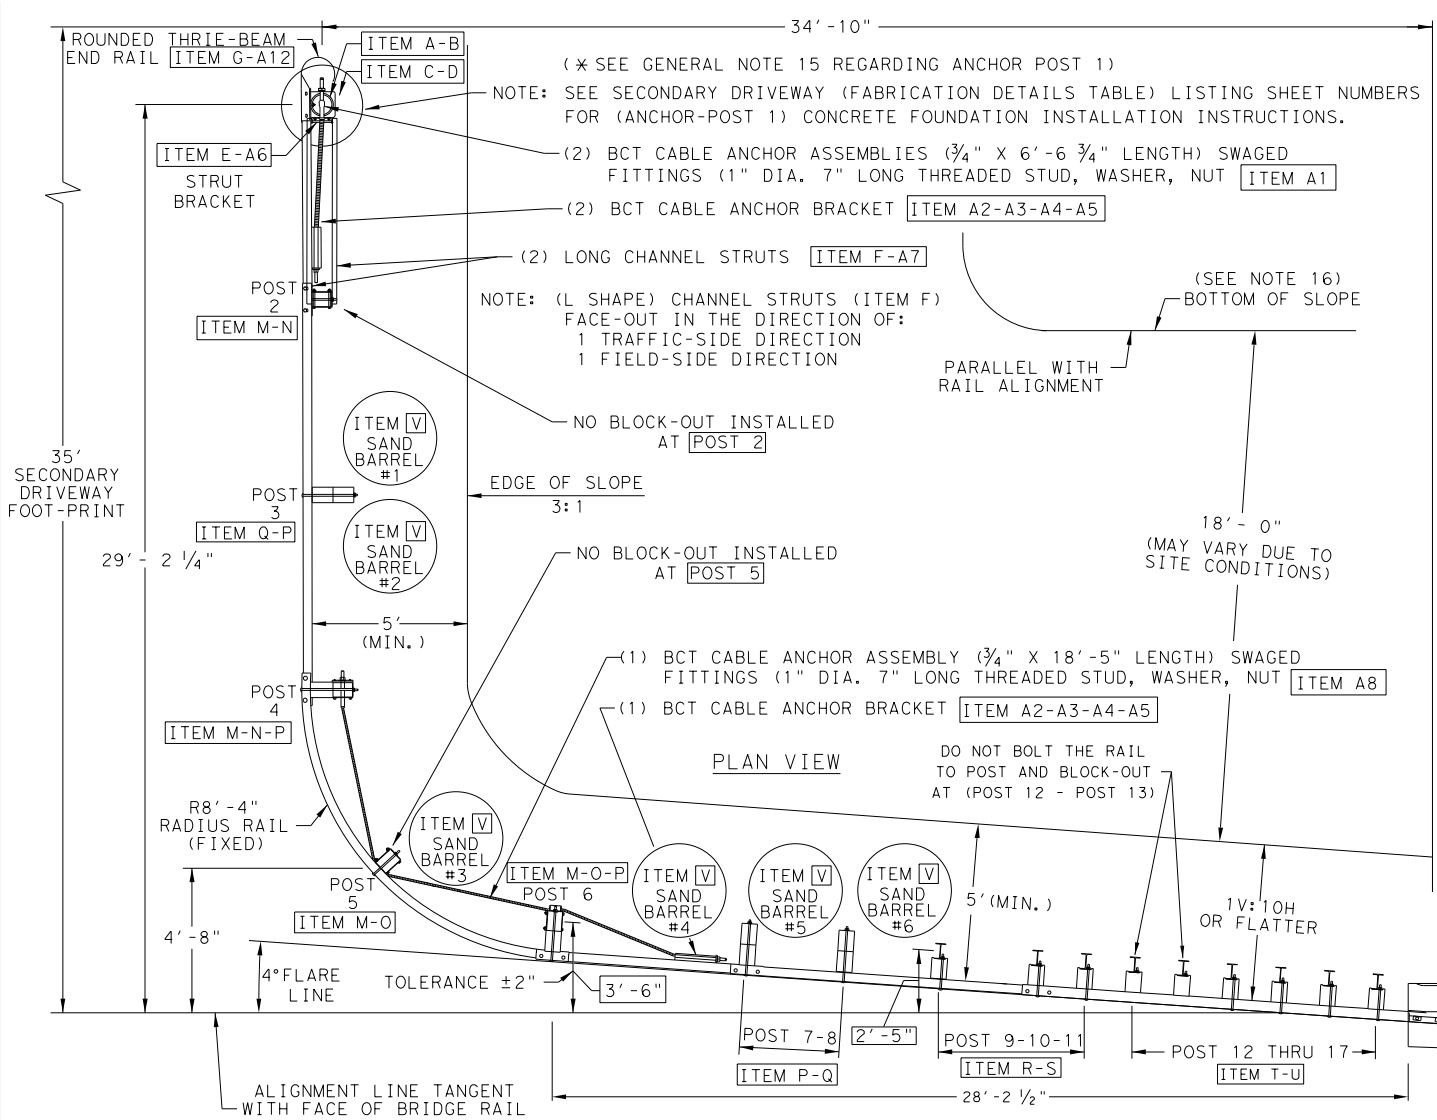 34'-10"
ROUNDED THRIE-BEAM
END RAIL ITEM G-A12
ITEM A-B
ITEM C-D
(* SEE GENERAL NOTE 15 REGARDING ANCHOR POST 1)
NOTE: SEE SECONDARY DRIVEWAY (FABRICATION DETAILS TABLE) LISTING SHEET NUMBERS
FOR (ANCHOR-POST 1) CONCRETE FOUNDATION INSTALLATION INSTRUCTIONS.
ITEM E-A6
STRUT
BRACKET
(2) BCT CABLE ANCHOR ASSEMBLIES (3/4" X 6'-6 3/4" LENGTH) SWAGED
FITTINGS (1" DIA. 7" LONG THREADED STUD, WASHER, NUT ITEM A1
(2) BCT CABLE ANCHOR BRACKET ITEM A2-A3-A4-A5
(2) LONG CHANNEL STRUTS ITEM F-A7
(SEE NOTE 16)
BOTTOM OF SLOPE
POST
2
ITEM M-N
NOTE: (L SHAPE) CHANNEL STRUTS (ITEM F)
FACE-OUT IN THE DIRECTION OF:
1 TRAFFIC-SIDE DIRECTION
1 FIELD-SIDE DIRECTION
PARALLEL WITH
RAIL ALIGNMENT
ITEM V
SAND
BARREL
#1
NO BLOCK-OUT INSTALLED
AT POST 2
35'
SECONDARY
DRIVEWAY
FOOT-PRINT
EDGE OF SLOPE
3:1
POST
3
ITEM Q-P
ITEM V
SAND
BARREL
#2
18'- 0"
(MAY VARY DUE TO
SITE CONDITIONS)
29'- 2 1/4"
NO BLOCK-OUT INSTALLED
AT POST 5
5'
(MIN.)
(1) BCT CABLE ANCHOR ASSEMBLY (3/4" X 18'-5" LENGTH) SWAGED
FITTINGS (1" DIA. 7" LONG THREADED STUD, WASHER, NUT ITEM A8
POST
4
ITEM M-N-P
(1) BCT CABLE ANCHOR BRACKET ITEM A2-A3-A4-A5
PLAN VIEW
DO NOT BOLT THE RAIL
TO POST AND BLOCK-OUT
AT (POST 12 - POST 13)
R8'-4"
RADIUS RAIL
(FIXED)
ITEM V
SAND
BARREL
#3
ITEM M-O-P
POST 6
ITEM V
SAND
BARREL
#4
ITEM V
SAND
BARREL
#5
ITEM V
SAND
BARREL
#6
5'(MIN.)
1V:10H
OR FLATTER
POST
5
ITEM M-O
4'-8"
4°FLARE
LINE
TOLERANCE ±2"
3'-6"
2'-5"
POST 7-8
ITEM P-Q
POST 9-10-11
ITEM R-S
POST 12 THRU 17
ITEM T-U
28'-2 1/2"
ALIGNMENT LINE TANGENT
WITH FACE OF BRIDGE RAIL